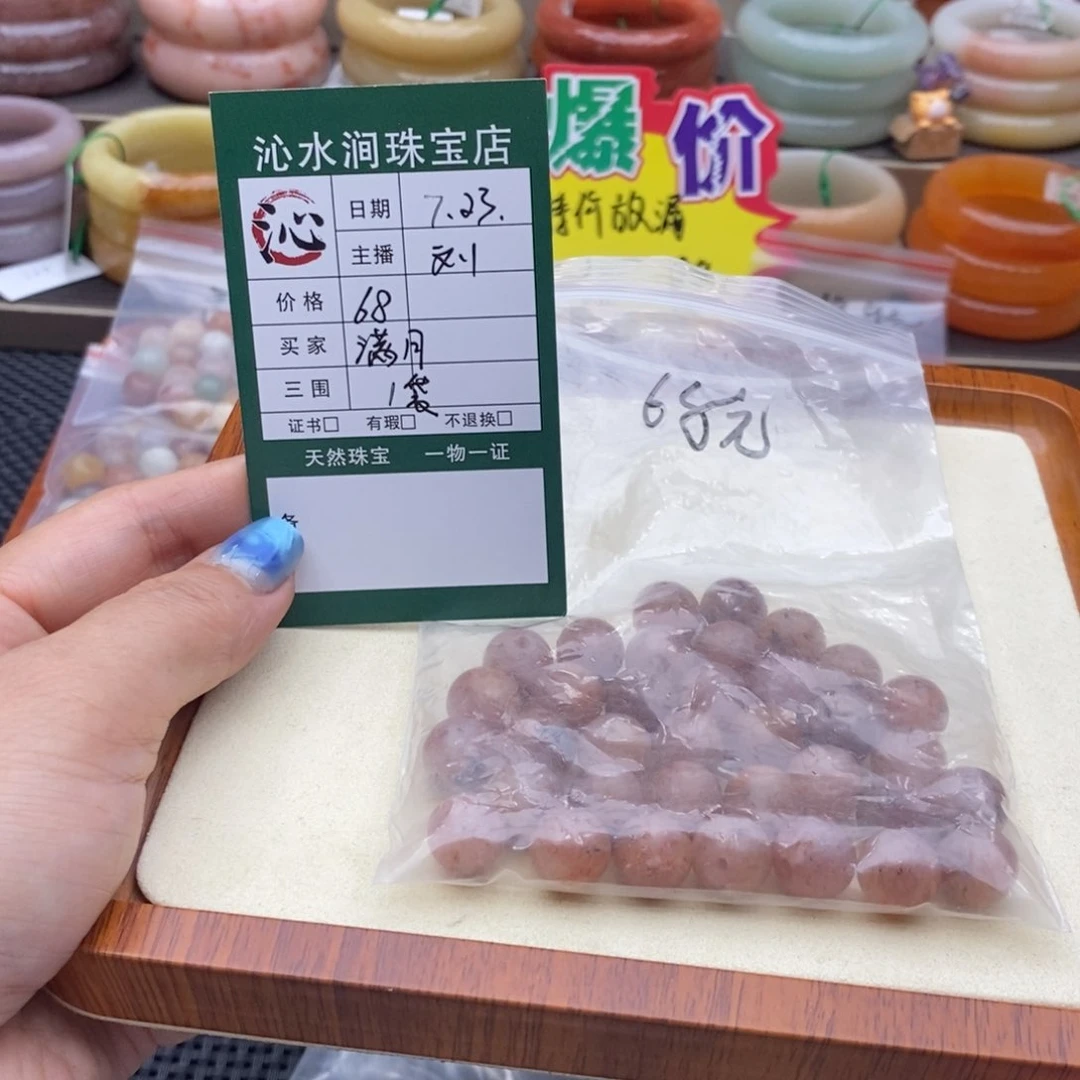 沁水涧珠宝店
沁
日期 7.23.
主播 刘
价格 68
买家 满月
三围 1袋
证书□ 有瑕□ 不退换□
天然珠宝 一物一证
爆价
放漏
68元